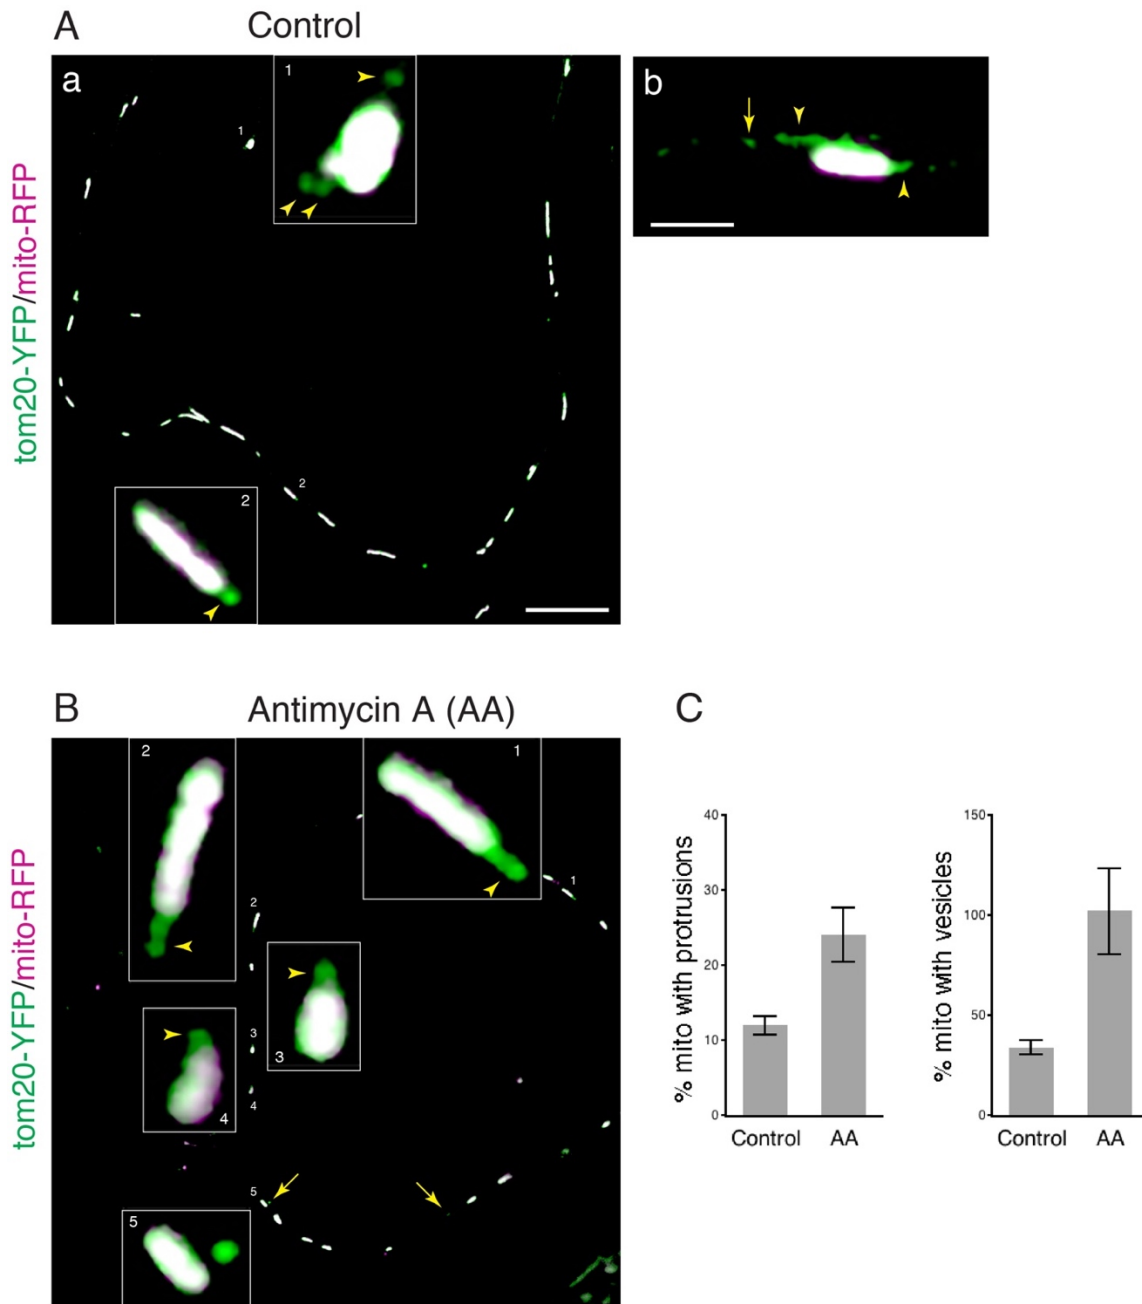 A
Control
a
1
1
b
2
2
tom20-YFP/mito-RFP
B
Antimycin A (AA)
2
1
1
2
3
3
4
4
5
5
tom20-YFP/mito-RFP
C
% mito with protrusions
40
30
20
10
0
Control AA
% mito with vesicles
150
100
50
0
Control AA